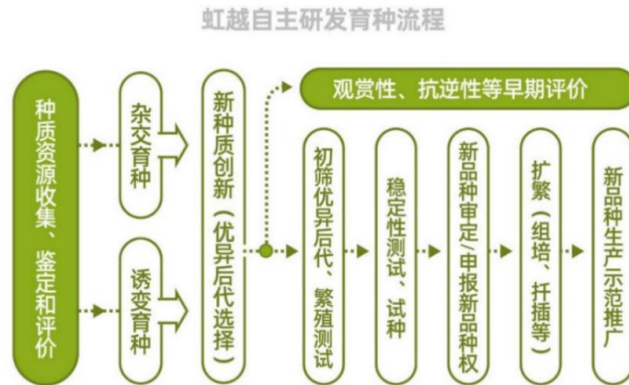 虹越自主研发育种流程
种质资源收集、鉴定和评价
杂交育种
诱变育种
新种质创新（优异后代选择）
观赏性、抗逆性等早期评价
初筛优异后代、繁殖测试
稳定性测试、试种
新品种审定/申报新品种权
扩繁（组培、扦插等）
新品种生产示范推广